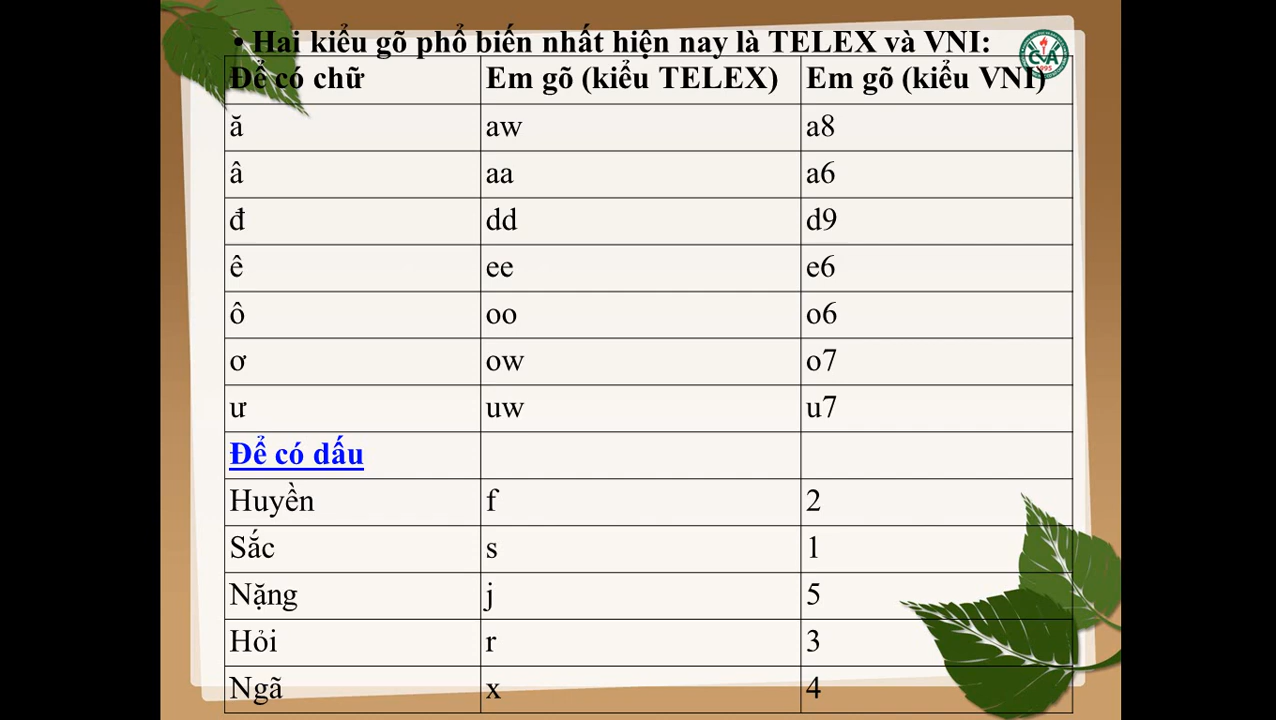 • Hai kiểu gõ phổ biến nhất hiện nay là TELEX và VNI:
CVA
1995
Để có chữ Em gõ (kiểu TELEX) Em gõ (kiểu VNI)
ă aw a8
â aa a6
đ dd d9
ê ee e6
ô oo o6
ơ ow o7
ư uw u7
Để có dấu
Huyền f 2
Sắc s 1
Nặng j 5
Hỏi r 3
Ngã x 4